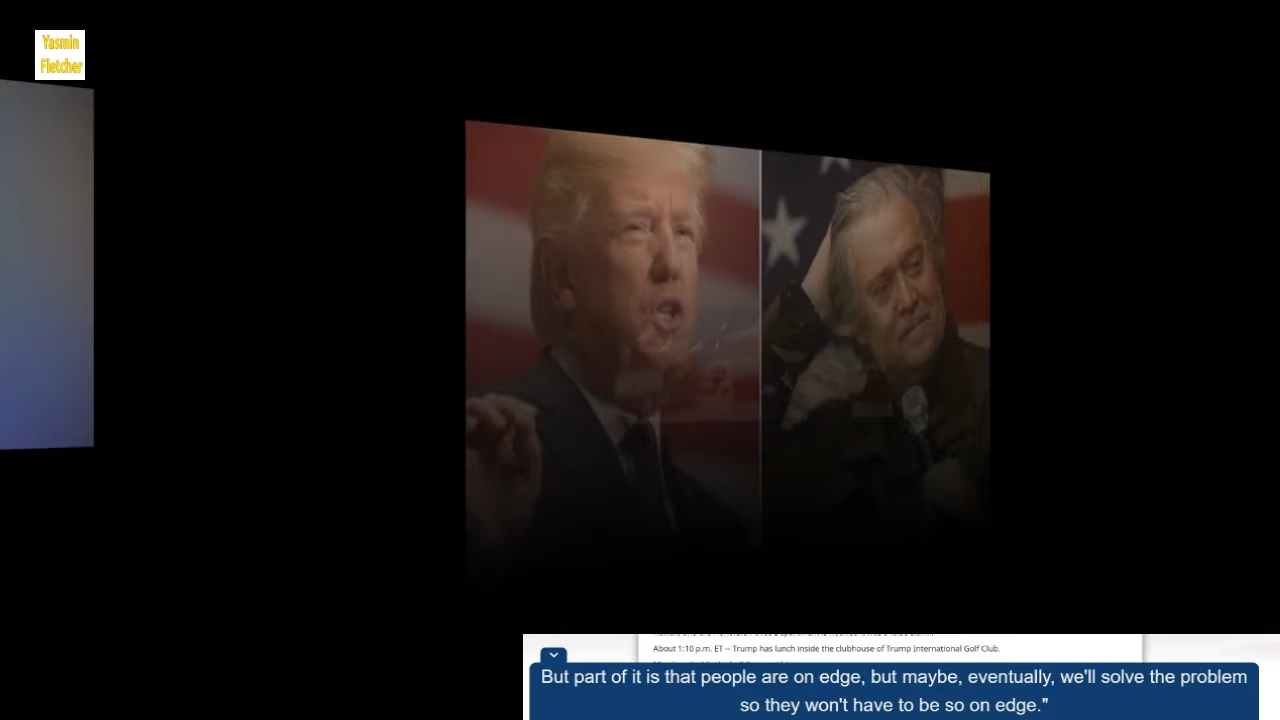 Yasmin
Fletcher
About 1:10 p.m. ET -- Trump has lunch inside the clubhouse of Trump International Golf Club.
But part of it is that people are on edge, but maybe, eventually, we'll solve the problem
so they won't have to be so on edge."